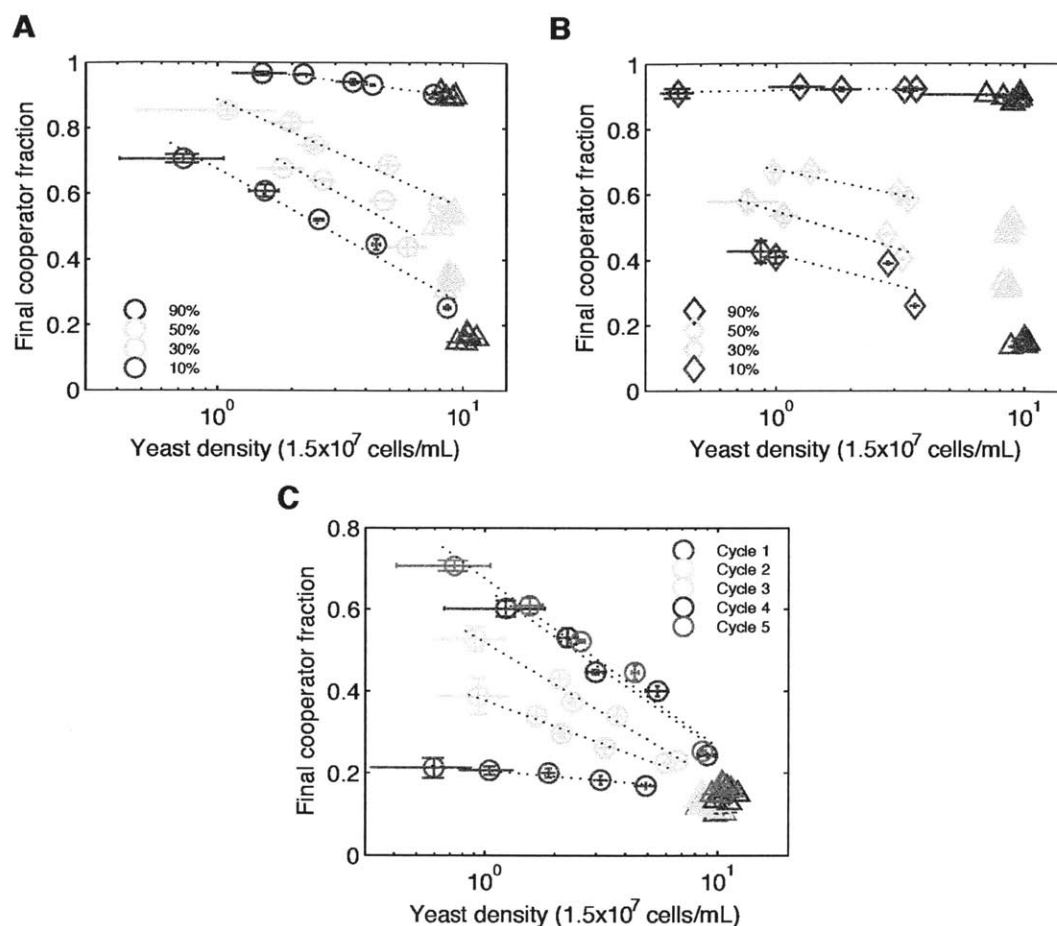 A
Final cooperator fraction
1
0.8
0.6
0.4
0.2
0
90%
50%
30%
10%
10^0
10^1
Yeast density (1.5x10^7 cells/mL)
B
Final cooperator fraction
1
0.8
0.6
0.4
0.2
0
90%
50%
30%
10%
10^0
10^1
Yeast density (1.5x10^7 cells/mL)
C
Final cooperator fraction
0.8
0.6
0.4
0.2
0
Cycle 1
Cycle 2
Cycle 3
Cycle 4
Cycle 5
10^0
10^1
Yeast density (1.5x10^7 cells/mL)